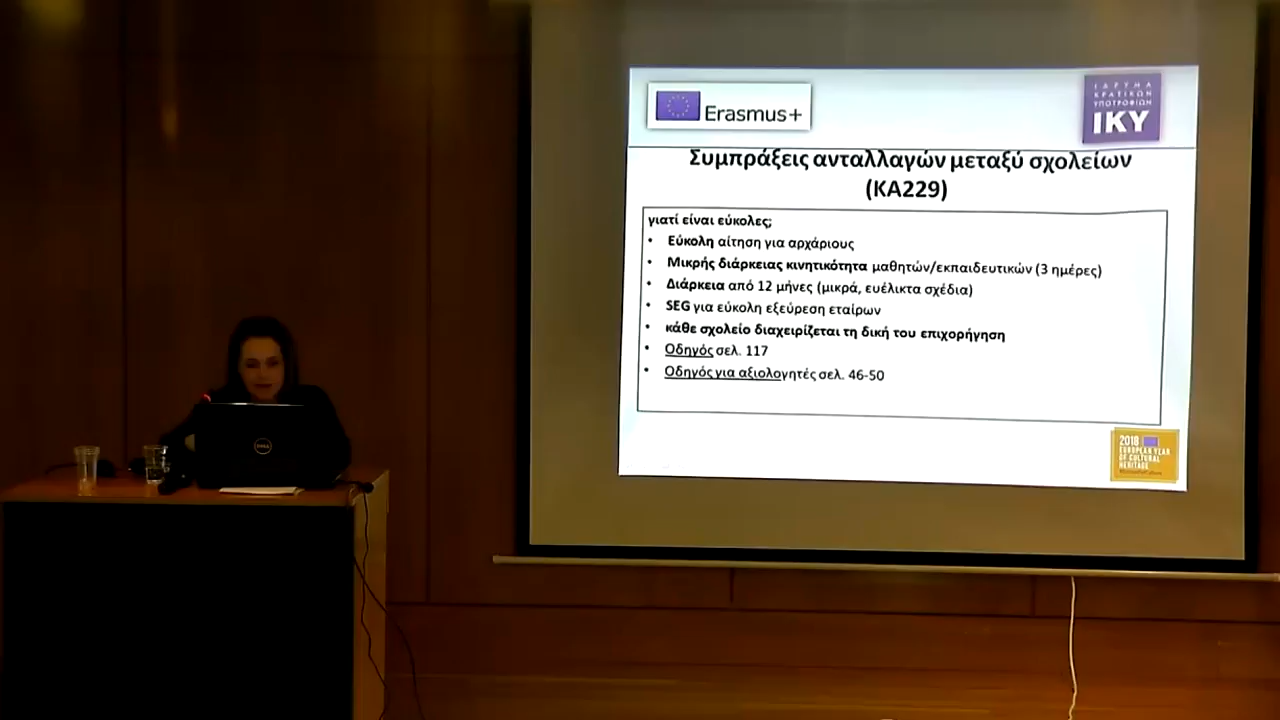 Erasmus+
ΙΔΡΥΜΑ
ΚΡΑΤΙΚΩΝ
ΥΠΟΤΡΟΦΙΩΝ
ΙΚΥ
Συμπράξεις ανταλλαγών μεταξύ σχολείων
(ΚΑ229)
γιατί είναι εύκολες;
• Εύκολη αίτηση για αρχάριους
• Μικρής διάρκειας κινητικότητα μαθητών/εκπαιδευτικών (3 ημέρες)
• Διάρκεια από 12 μήνες (μικρά, ευέλικτα σχέδια)
• SEG για εύκολη εξεύρεση εταίρων
• κάθε σχολείο διαχειρίζεται τη δική του επιχορήγηση
• Οδηγός σελ. 117
• Οδηγός για αξιολογητές σελ. 46-50
2018
EUROPEAN YEAR
OF CULTURAL
HERITAGE
DELL